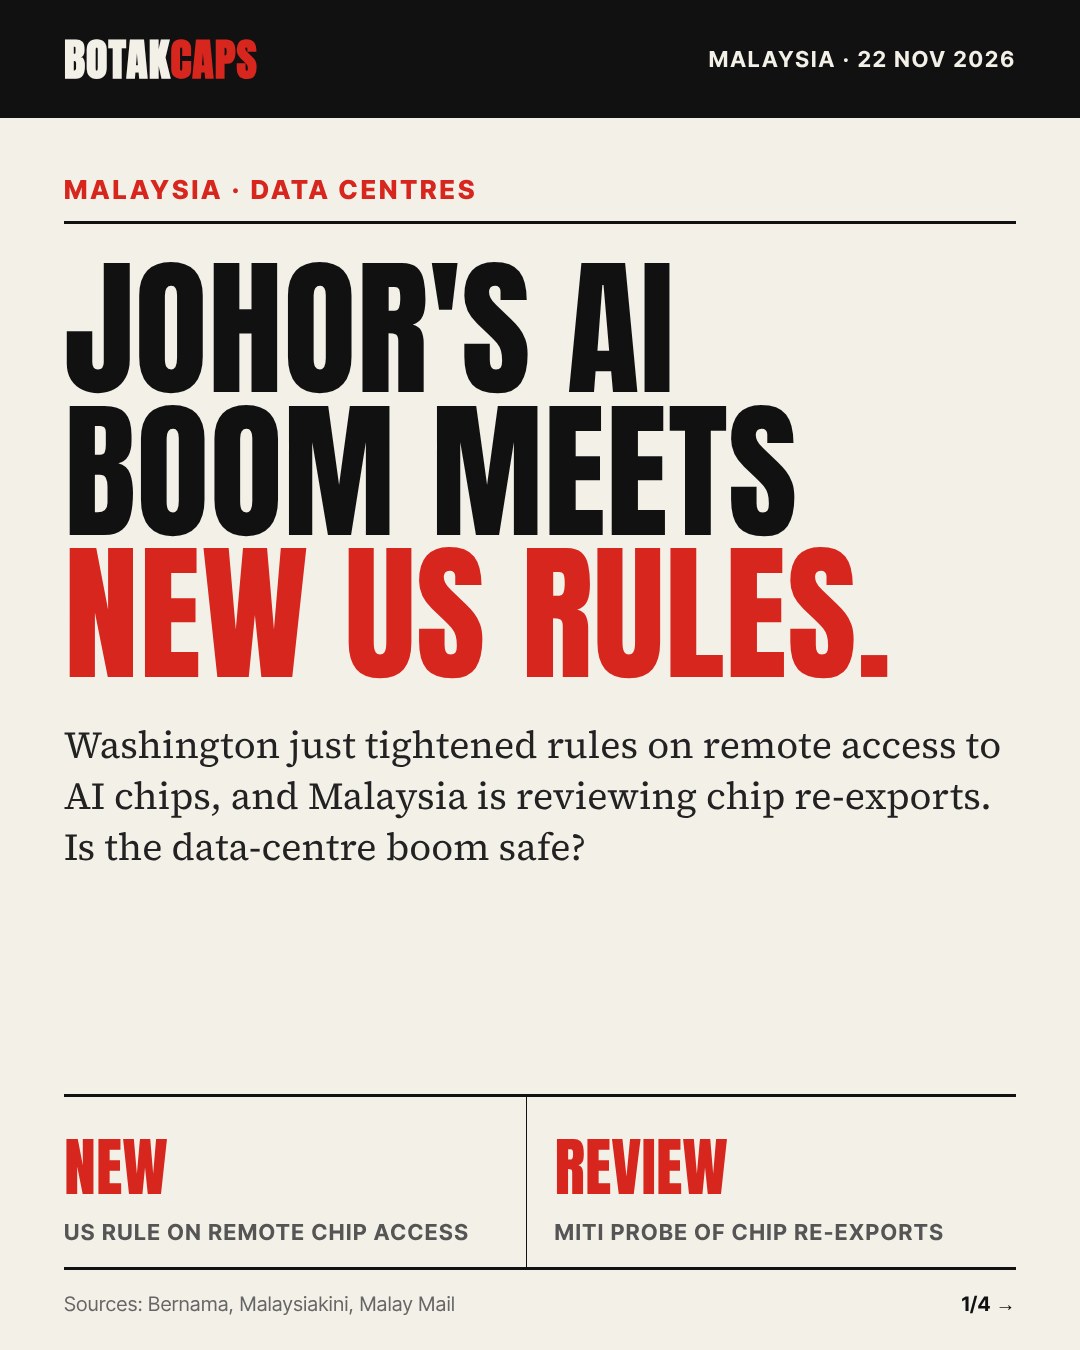 BOTAKCAPS
MALAYSIA · 22 NOV 2026
MALAYSIA · DATA CENTRES
JOHOR'S AI
BOOM MEETS
NEW US RULES.
Washington just tightened rules on remote access to
AI chips, and Malaysia is reviewing chip re-exports.
Is the data-centre boom safe?
NEW
US RULE ON REMOTE CHIP ACCESS
REVIEW
MITI PROBE OF CHIP RE-EXPORTS
Sources: Bernama, Malaysiakini, Malay Mail
1/4 →